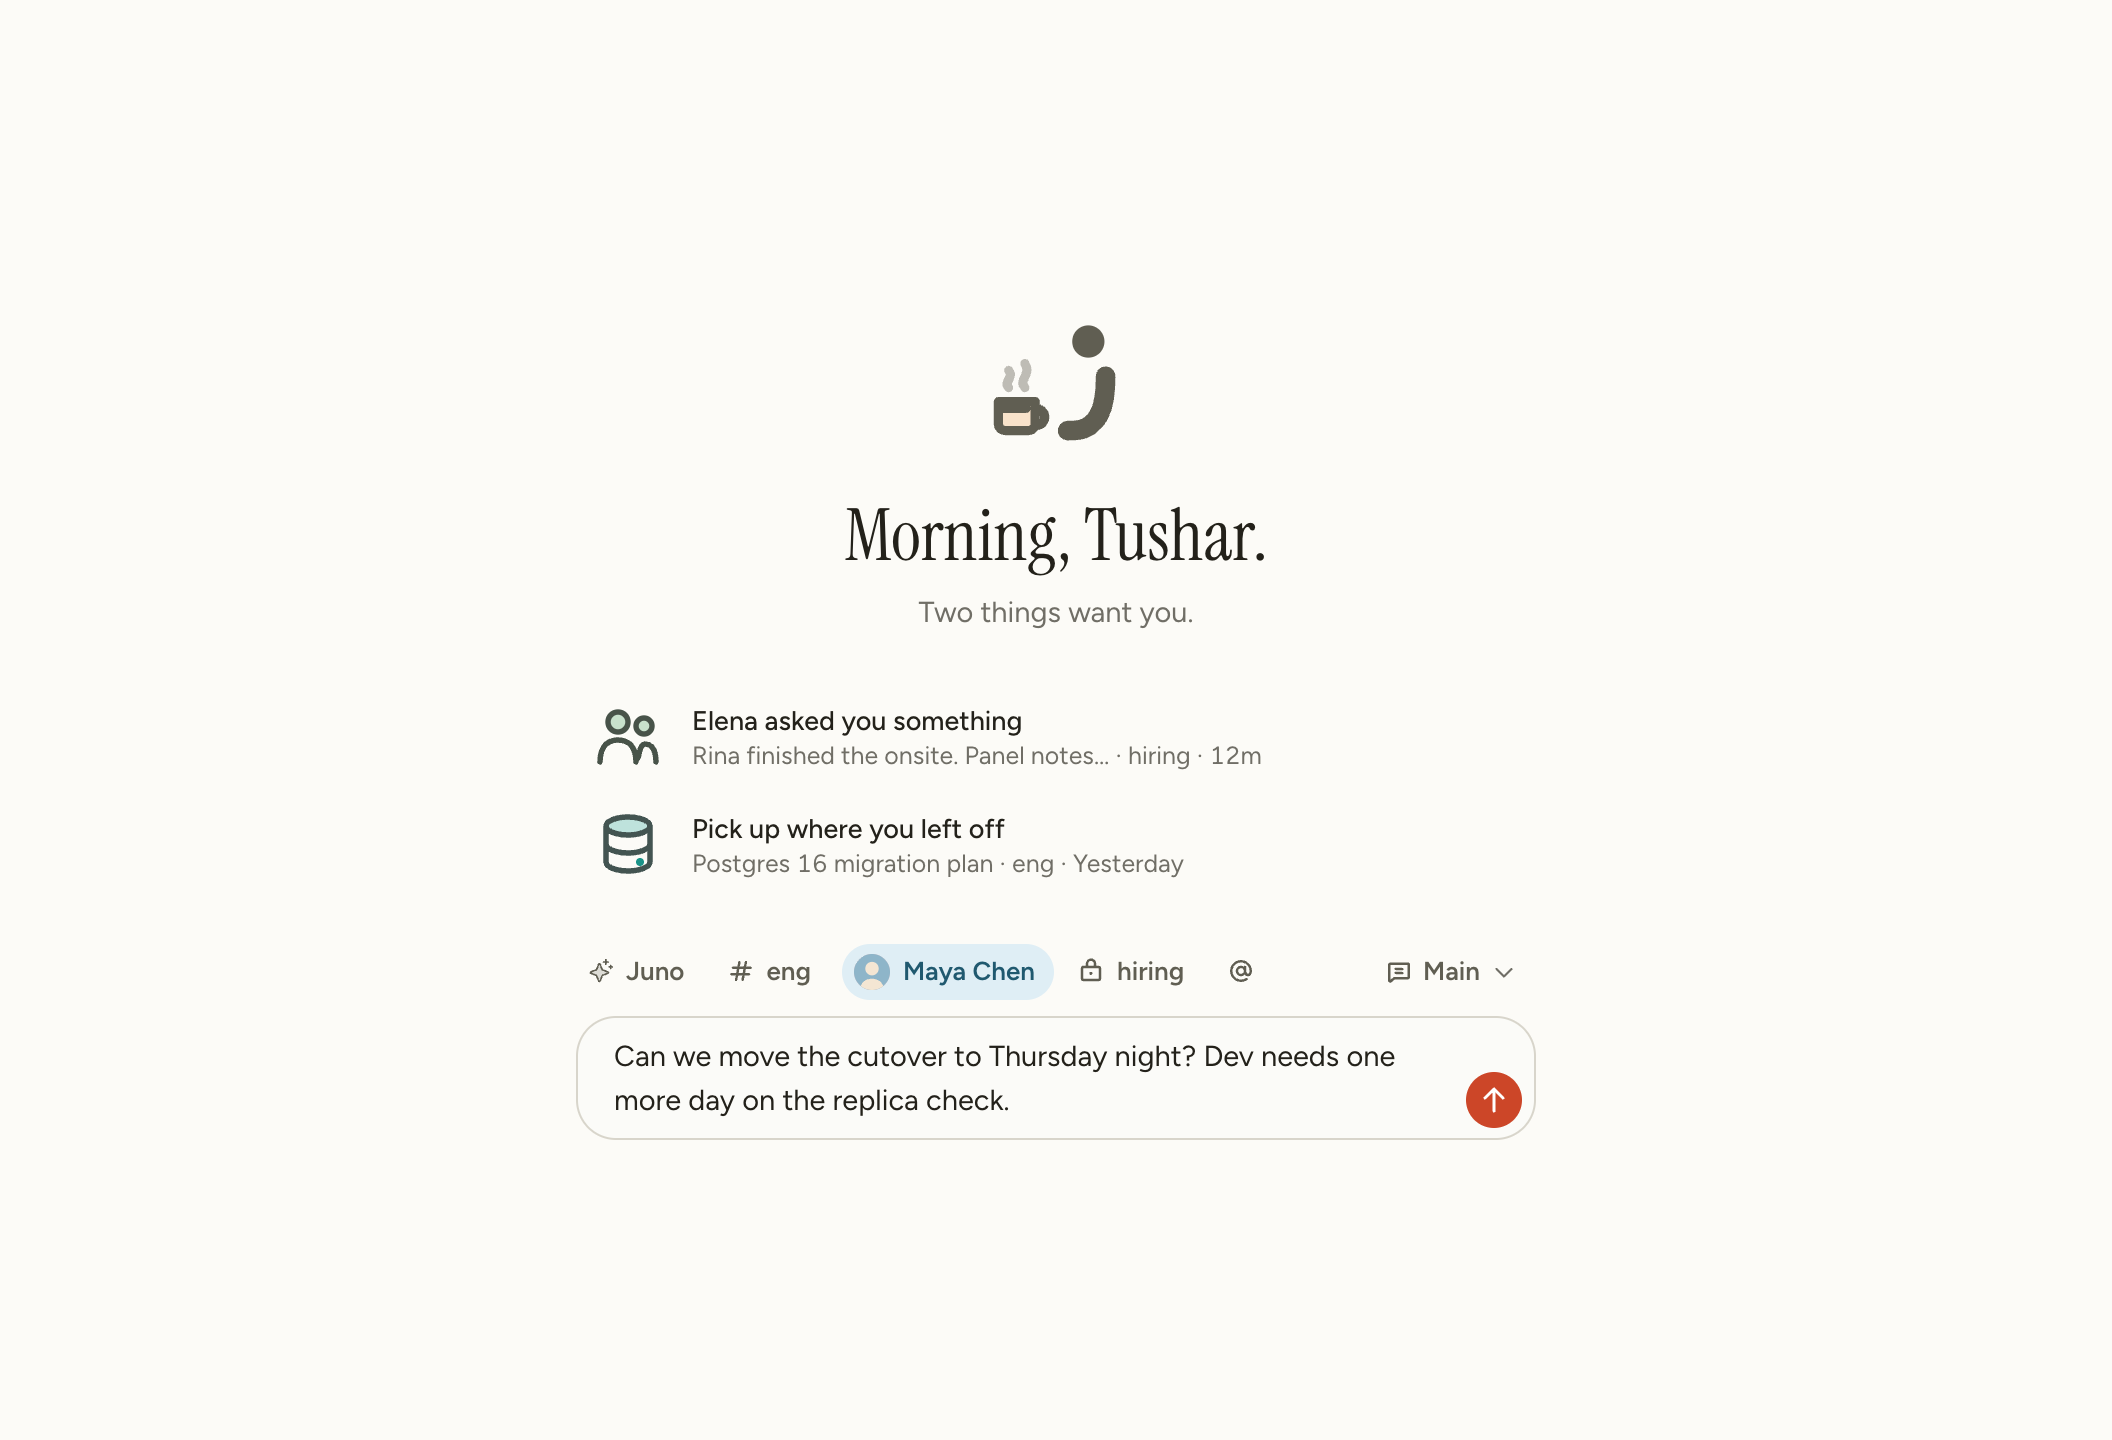 Morning, Tushar.
Two things want you.
Elena asked you something
Rina finished the onsite. Panel notes... · hiring · 12m
Pick up where you left off
Postgres 16 migration plan · eng · Yesterday
Juno # eng Maya Chen hiring @ Main
Can we move the cutover to Thursday night? Dev needs one
more day on the replica check.